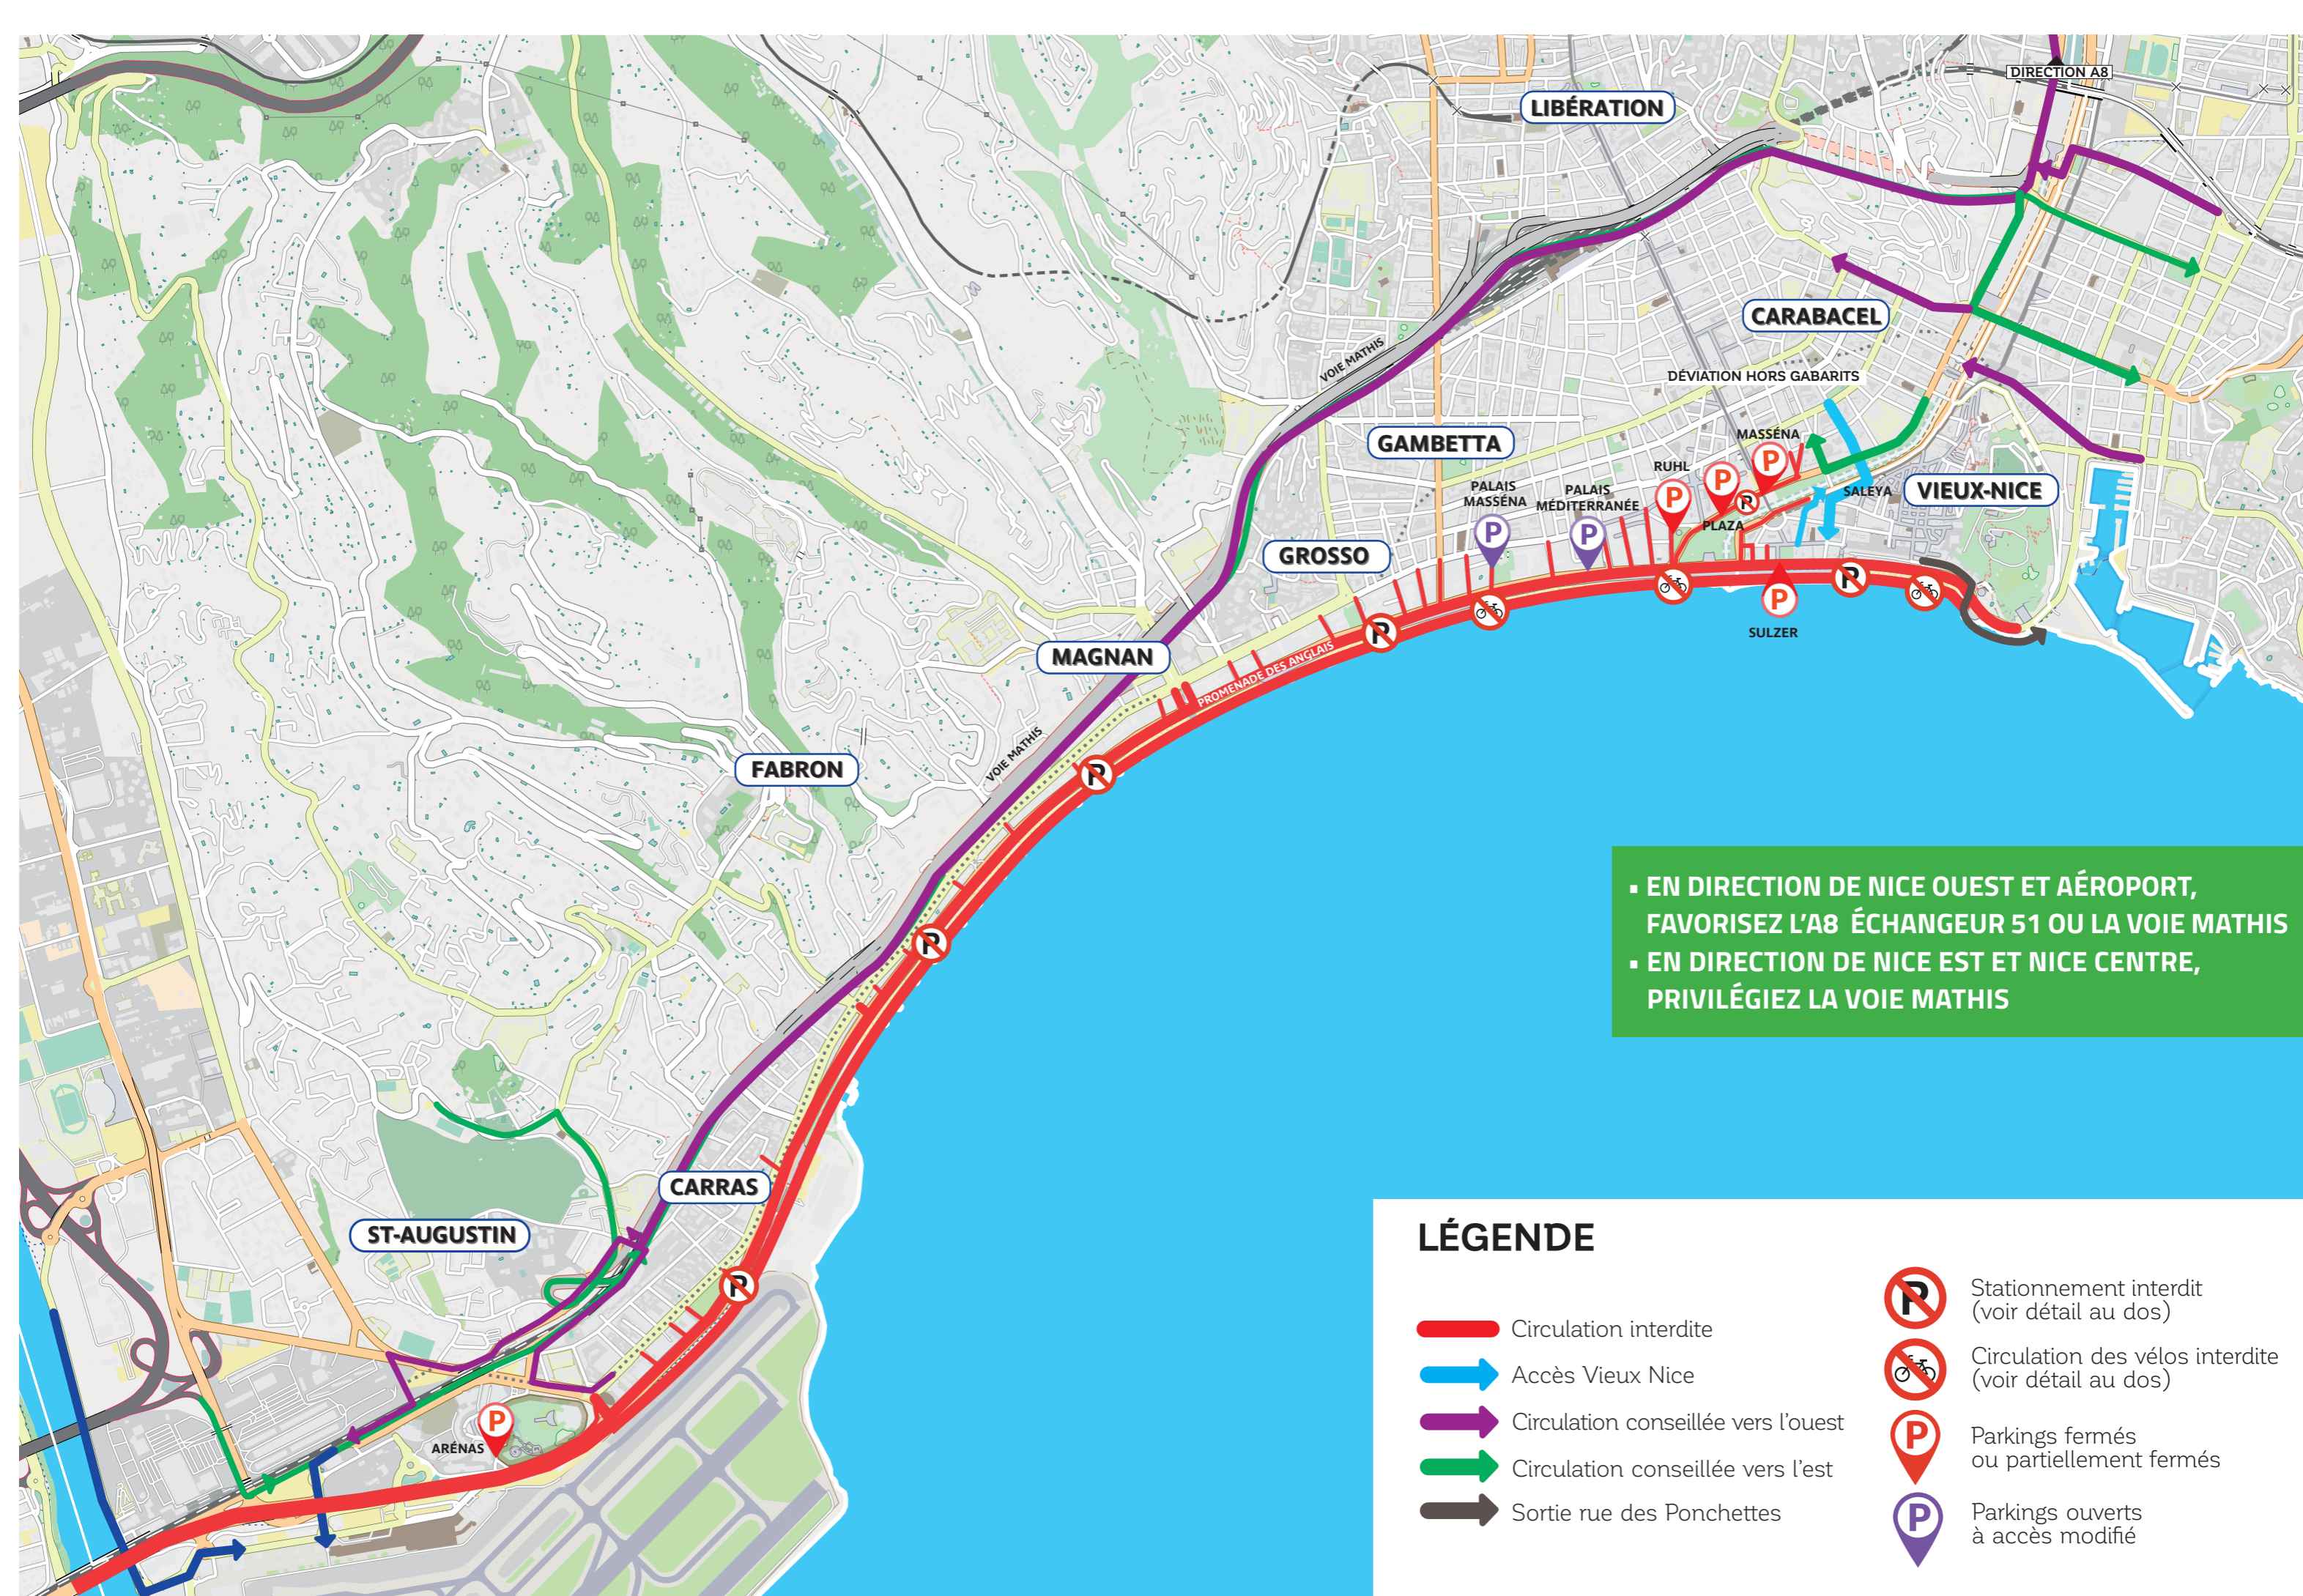 DIRECTION A8
LIBÉRATION
CARABACEL
VOIE MATHIS
DÉVIATION HORS GABARITS
GAMBETTA
MASSÉNA
RUHL
PALAIS
MASSÉNA
PALAIS
MÉDITERRANÉE
SALEYA
VIEUX-NICE
PLAZA
P
P
P
P
P
P
GROSSO
P
P
SULZER
P
MAGNAN
PROMENADE DES ANGLAIS
VOIE MATHIS
FABRON
P
P
▪ EN DIRECTION DE NICE OUEST ET AÉROPORT,
FAVORISEZ L'A8 ÉCHANGEUR 51 OU LA VOIE MATHIS
▪ EN DIRECTION DE NICE EST ET NICE CENTRE,
PRIVILÉGIEZ LA VOIE MATHIS
CARRAS
ST-AUGUSTIN
P
P
ARÉNAS
LÉGENDE
Circulation interdite
Accès Vieux Nice
Circulation conseillée vers l'ouest
Circulation conseillée vers l'est
Sortie rue des Ponchettes
P
Stationnement interdit
(voir détail au dos)
Circulation des vélos interdite
(voir détail au dos)
P
Parkings fermés
ou partiellement fermés
P
Parkings ouverts
à accès modifié